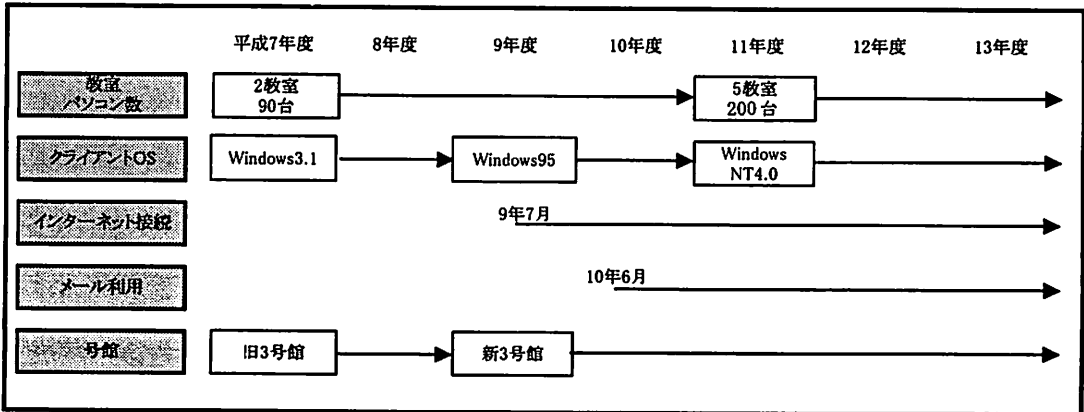 平成7年度 8年度 9年度 10年度 11年度 12年度 13年度
教室
パソコン数
2教室
90台
5教室
200台
クライアントOS
Windows3.1
Windows95
Windows
NT4.0
インターネット接続
9年7月
メール利用
10年6月
号館
旧3号館
新3号館